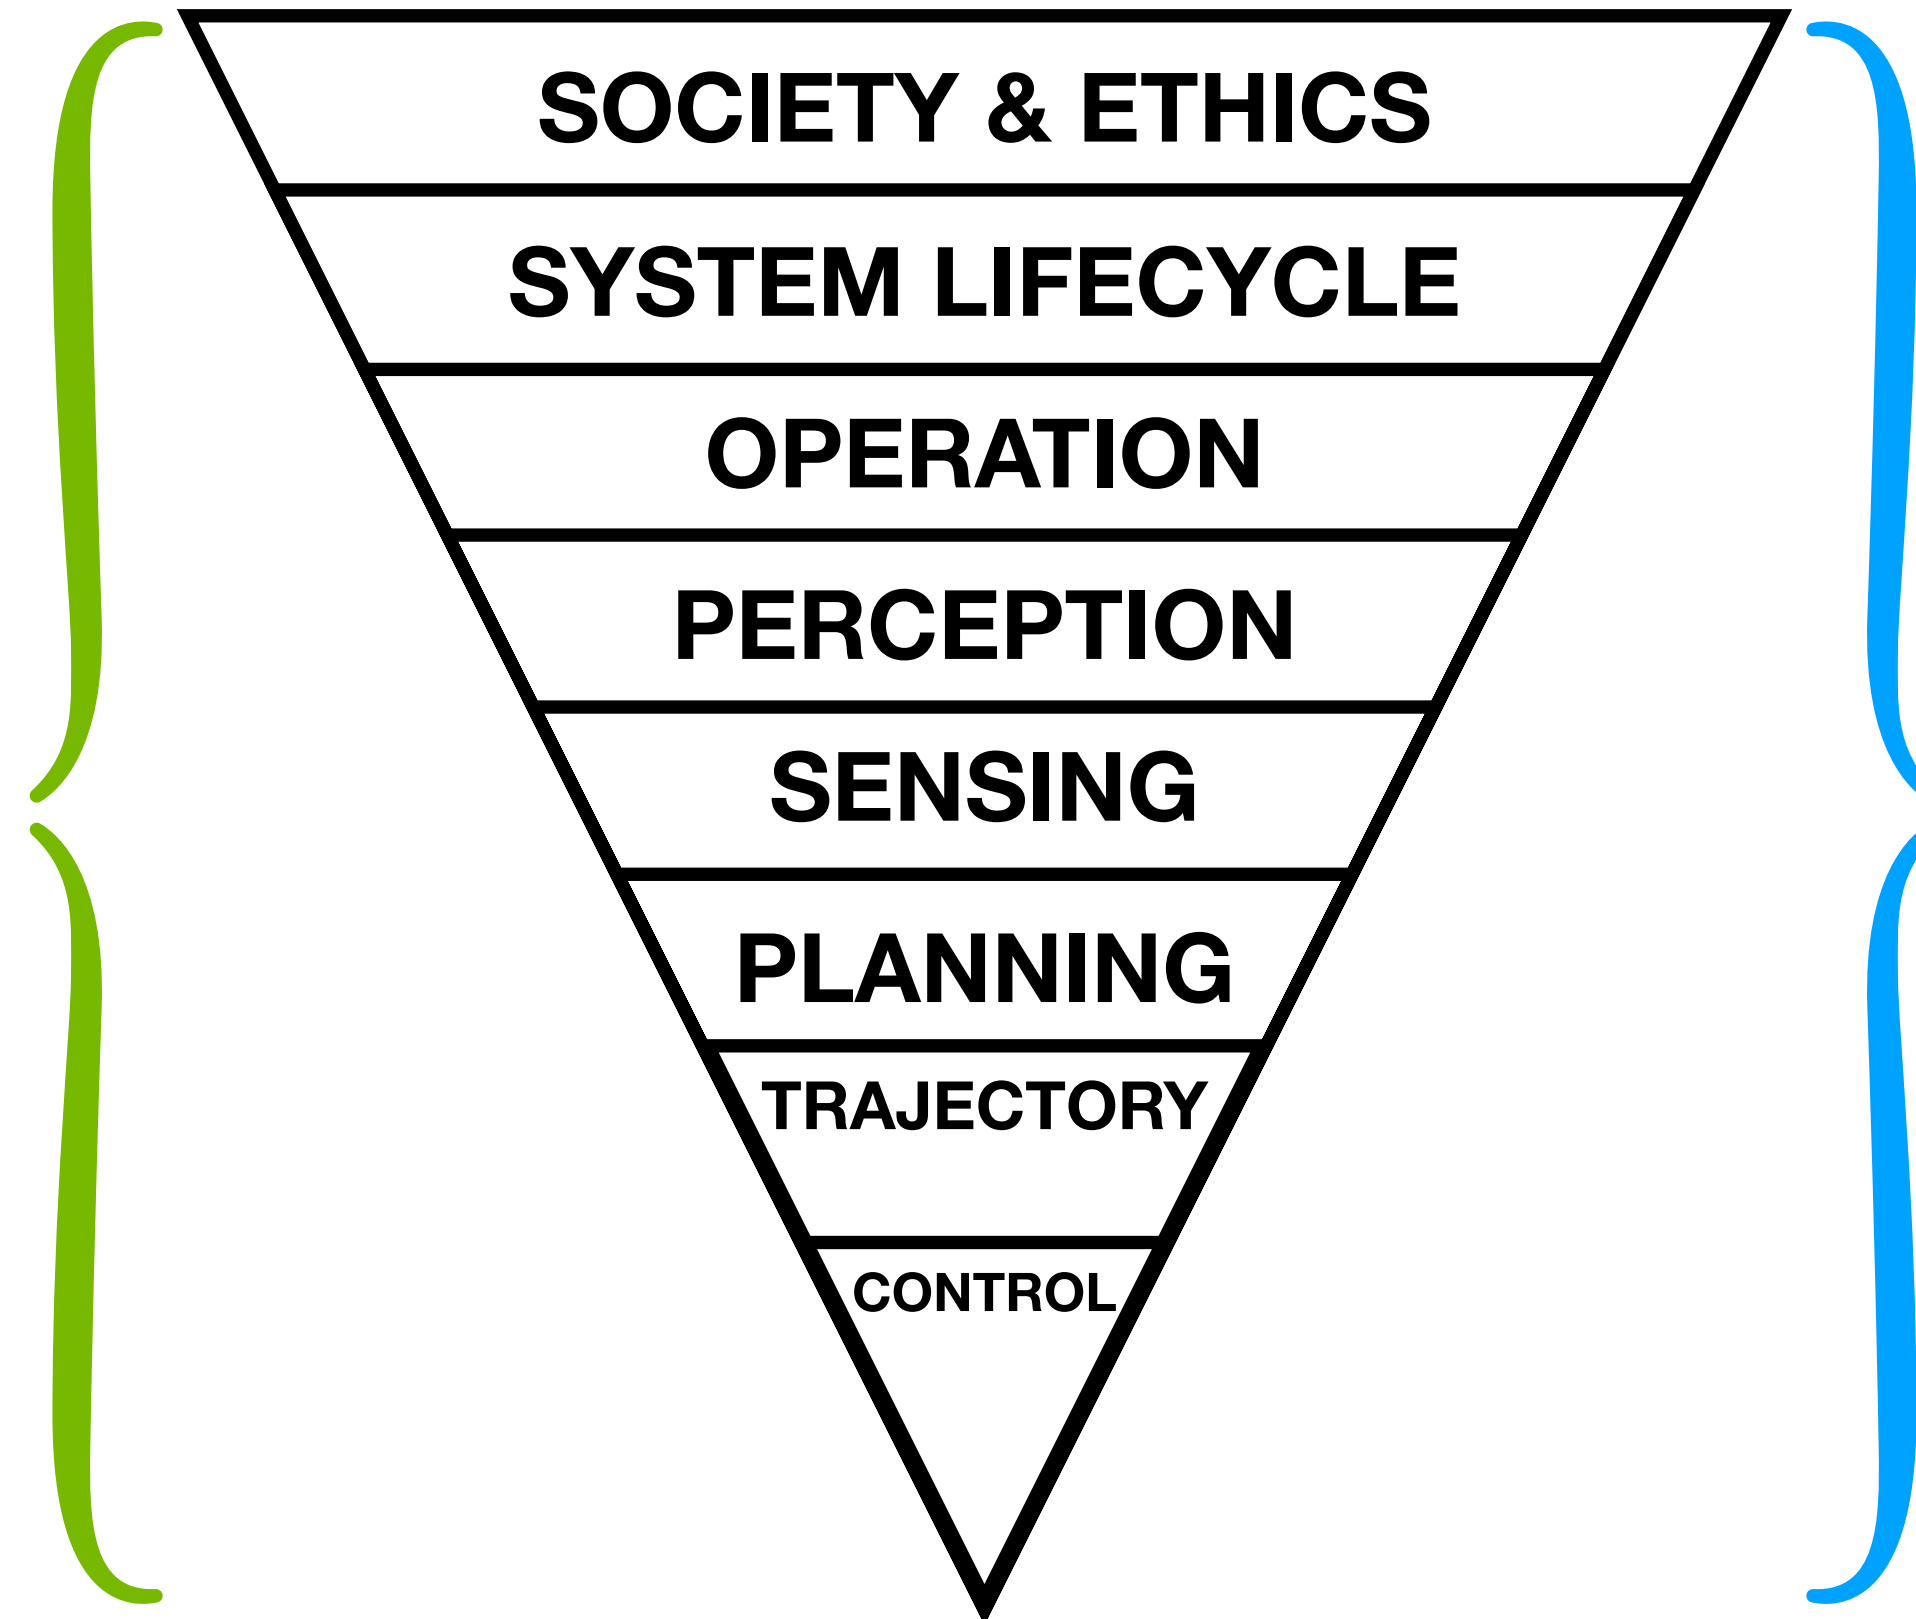 SOCIETY & ETHICS
SYSTEM LIFECYCLE
OPERATION
PERCEPTION
SENSING
PLANNING
TRAJECTORY
CONTROL